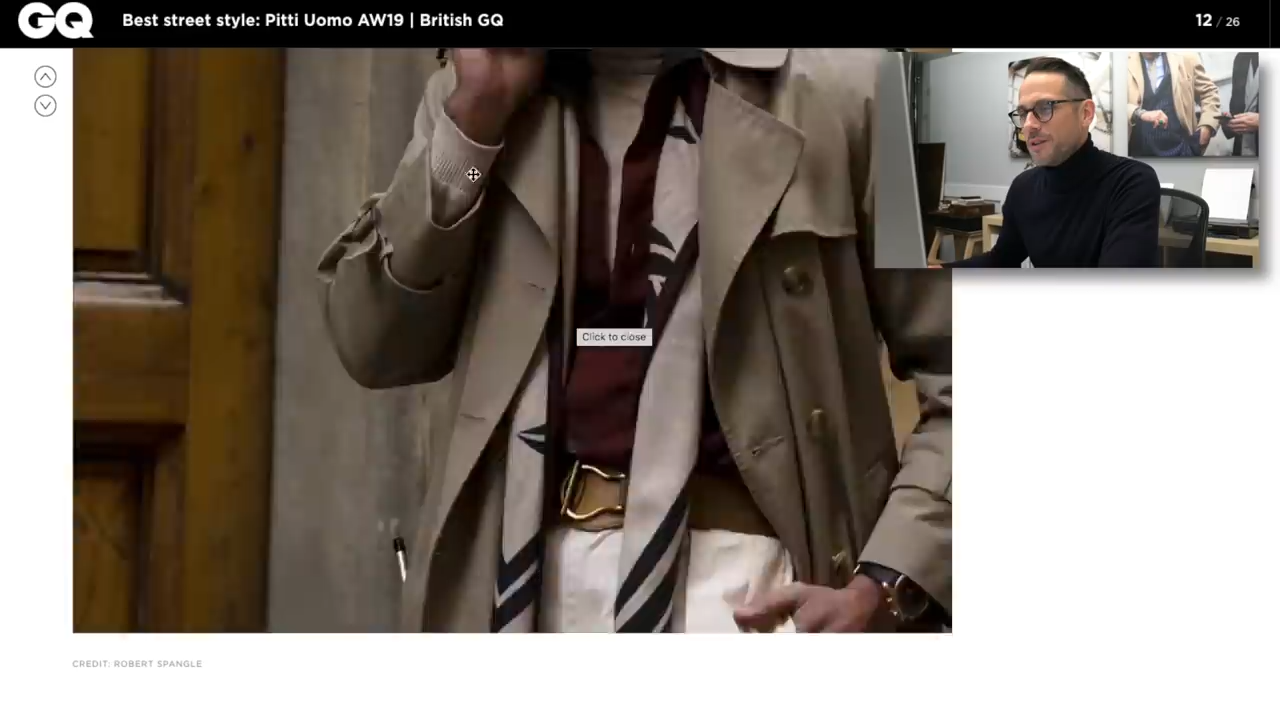 GQ
Best street style: Pitti Uomo AW19 | British GQ
12 / 26
Click to close
CREDIT: ROBERT SPANGLE